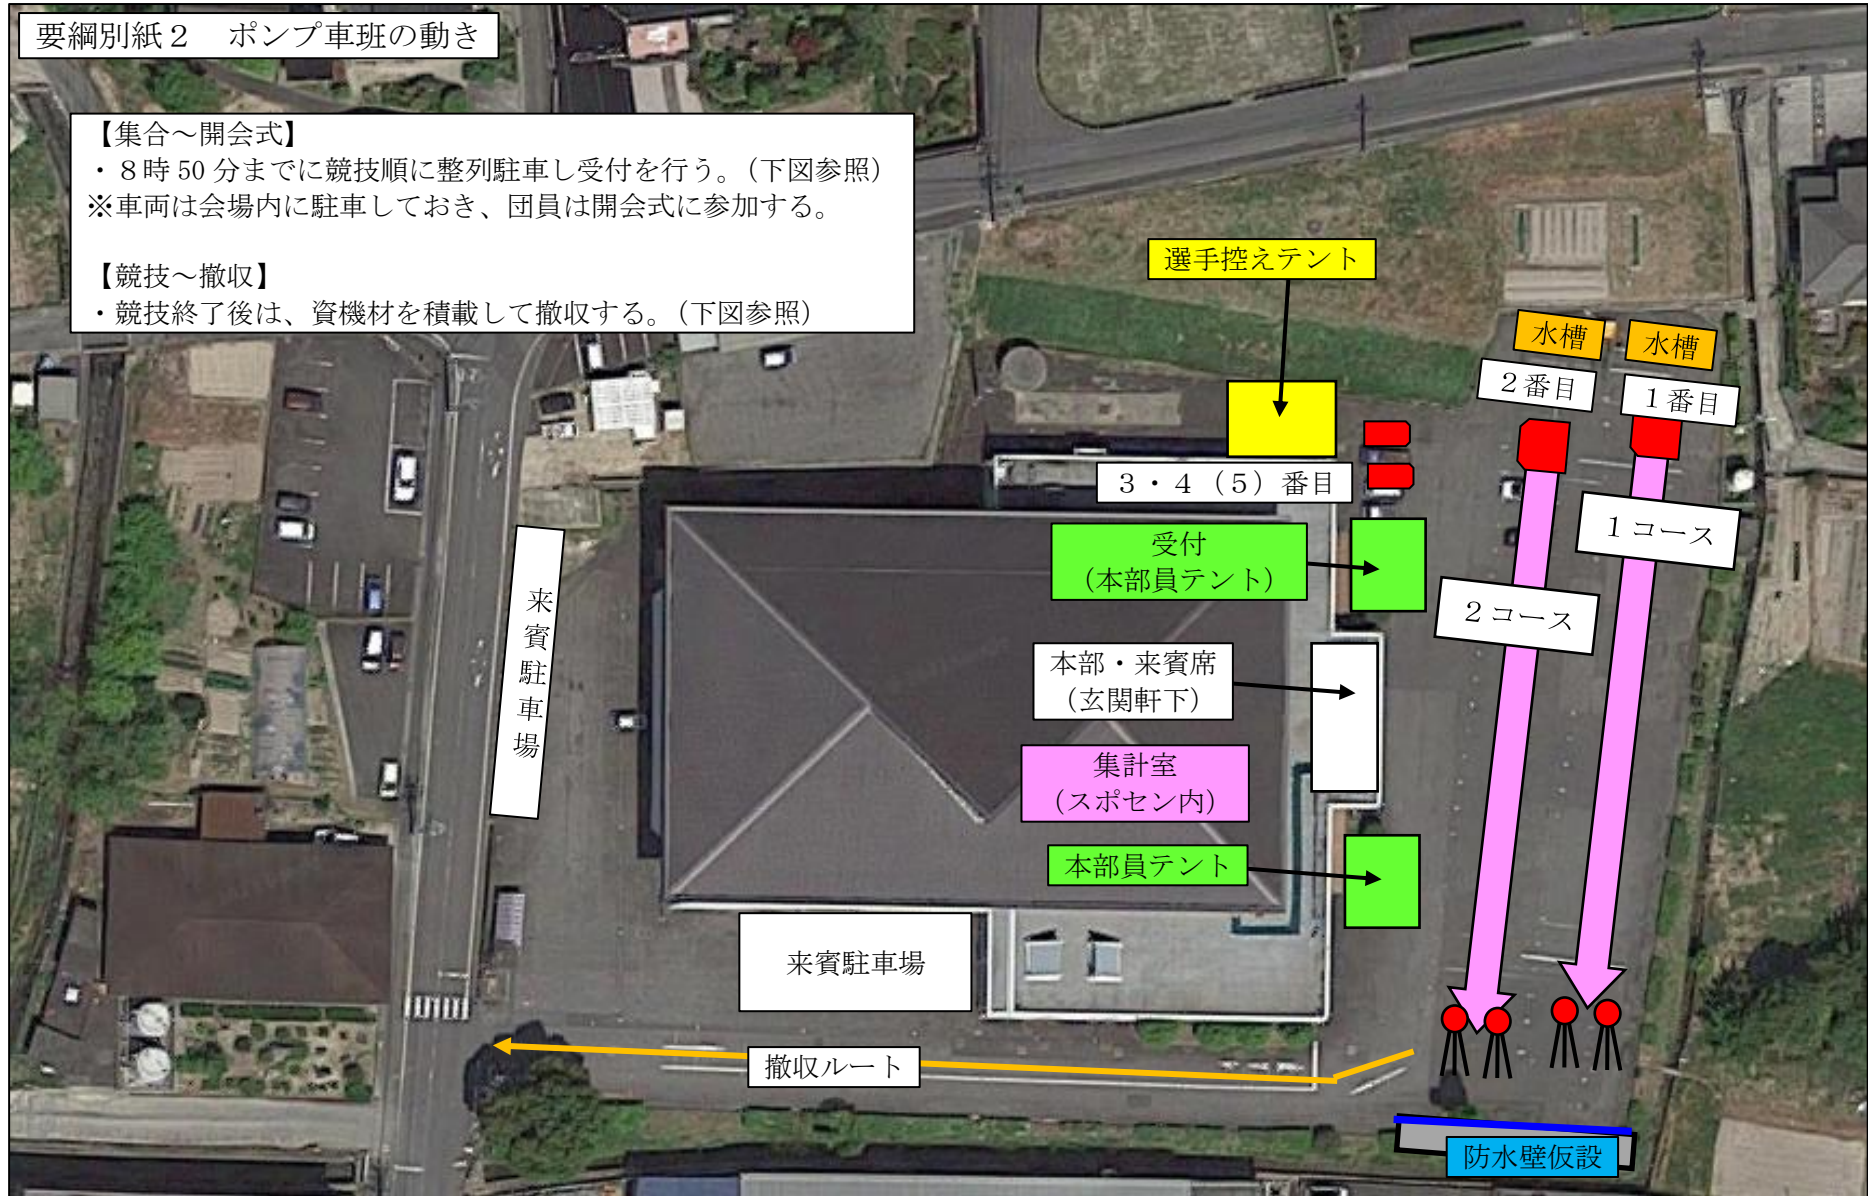 要綱別紙２　ポンプ車班の動き
【集合～開会式】
・８時50分までに競技順に整列駐車し受付を行う。（下図参照）
※車両は会場内に駐車しておき、団員は開会式に参加する。
【競技～撤収】
・競技終了後は、資機材を積載して撤収する。（下図参照）
選手控えテント
水槽
水槽
２番目
１番目
３・４（５）番目
１コース
受付
（本部員テント）
２コース
来賓駐車場
本部・来賓席
（玄関軒下）
集計室
（スポセン内）
本部員テント
来賓駐車場
撤収ルート
防水壁仮設